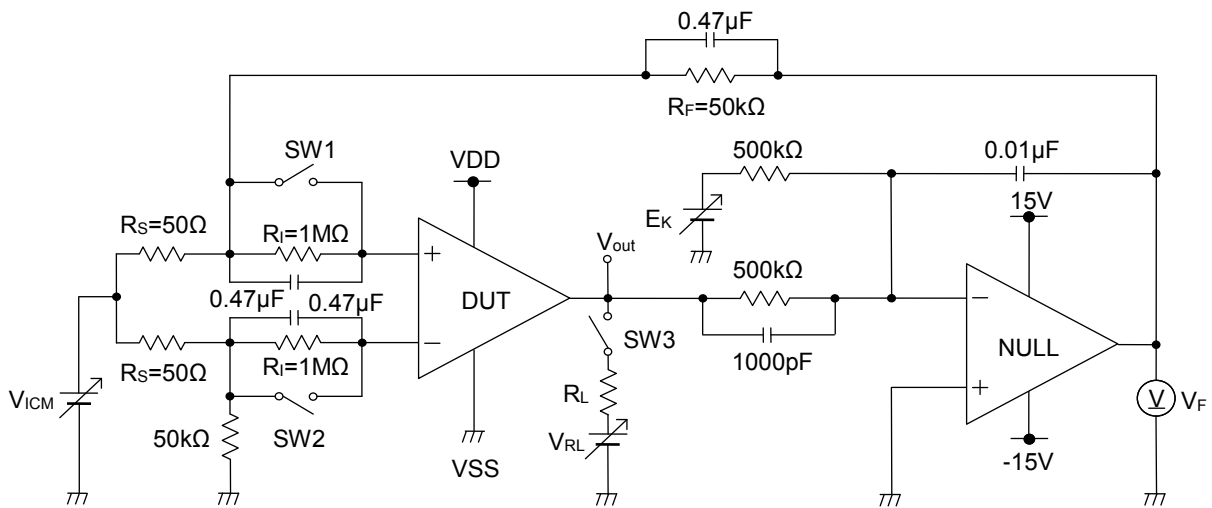 0.47µF
RF=50kΩ
SW1
VDD
500kΩ
0.01µF
15V
RS=50Ω
RI=1MΩ
EK
Vout
+
DUT
−
0.47µF 0.47µF
500kΩ
−
NULL
+
SW3
1000pF
RS=50Ω
RI=1MΩ
VICM
RL
V
VF
50kΩ
SW2
VSS
VRL
-15V